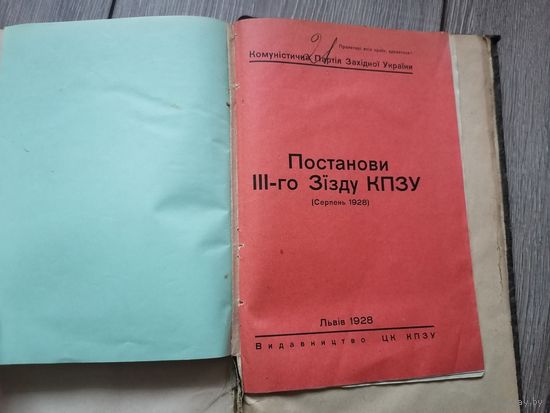 Пролетарі всіх країн, єднайтеся!
21
Комуністична Партія Західної України
Постанови
III-го Зїзду КПЗУ
(Серпень 1928)
Львів 1928
Видавництво ЦК КПЗУ